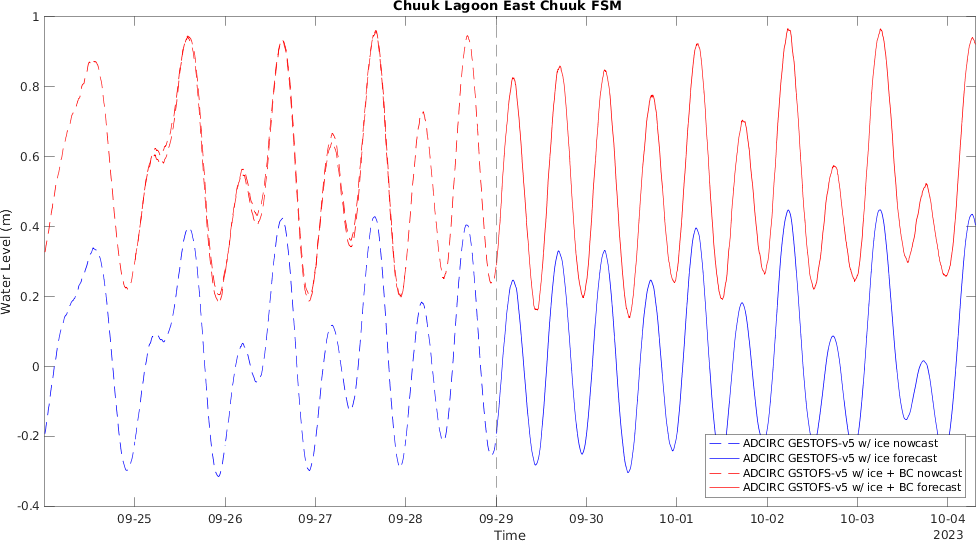 Chuuk Lagoon East Chuuk FSM
Water Level (m)
1
0.8
0.6
0.4
0.2
0
-0.2
-0.4
ADCIRC GESTOFS-v5 w/ ice nowcast
ADCIRC GESTOFS-v5 w/ ice forecast
ADCIRC GSTOFS-v5 w/ ice + BC nowcast
ADCIRC GSTOFS-v5 w/ ice + BC forecast
09-25 09-26 09-27 09-28 09-29 09-30 10-01 10-02 10-03 10-04
Time 2023